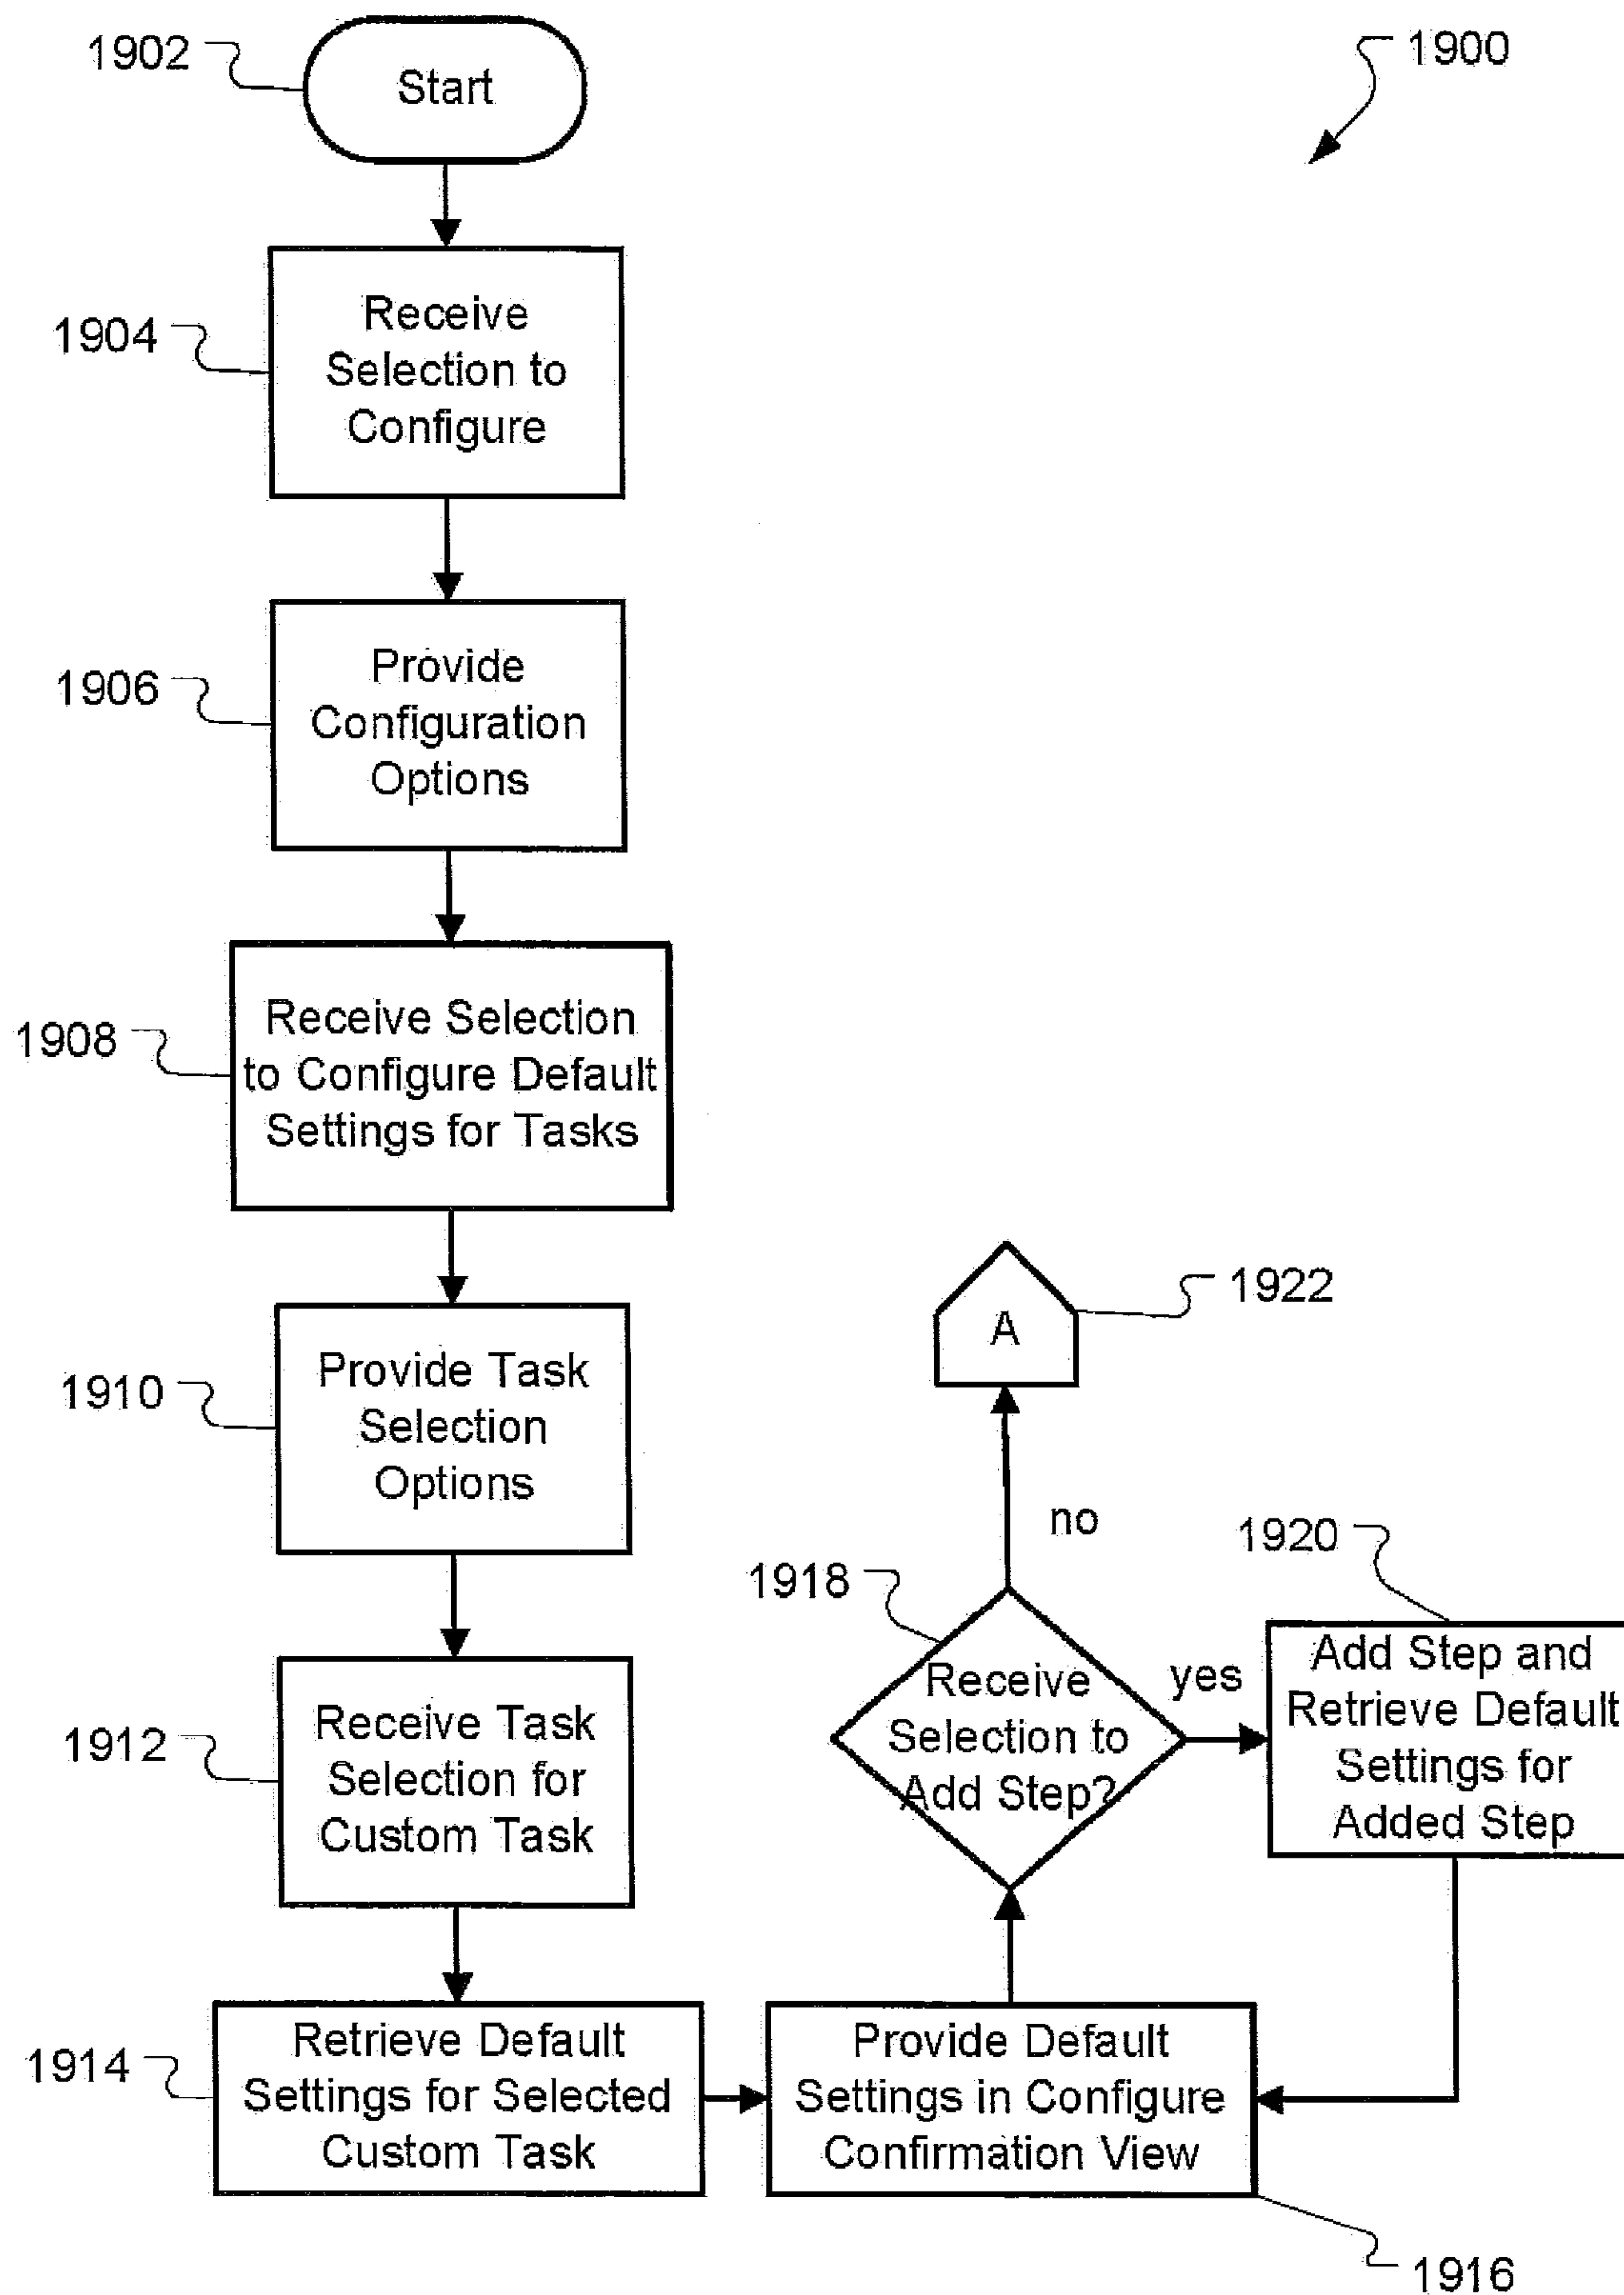 1902
Start
1900
1904
Receive
Selection to
Configure
1906
Provide
Configuration
Options
1908
Receive Selection
to Configure Default
Settings for Tasks
1910
Provide Task
Selection
Options
1922
A
no
1912
Receive Task
Selection for
Custom Task
1918
Receive
Selection to
Add Step?
yes
1920
Add Step and
Retrieve Default
Settings for
Added Step
1914
Retrieve Default
Settings for Selected
Custom Task
Provide Default
Settings in Configure
Confirmation View
1916